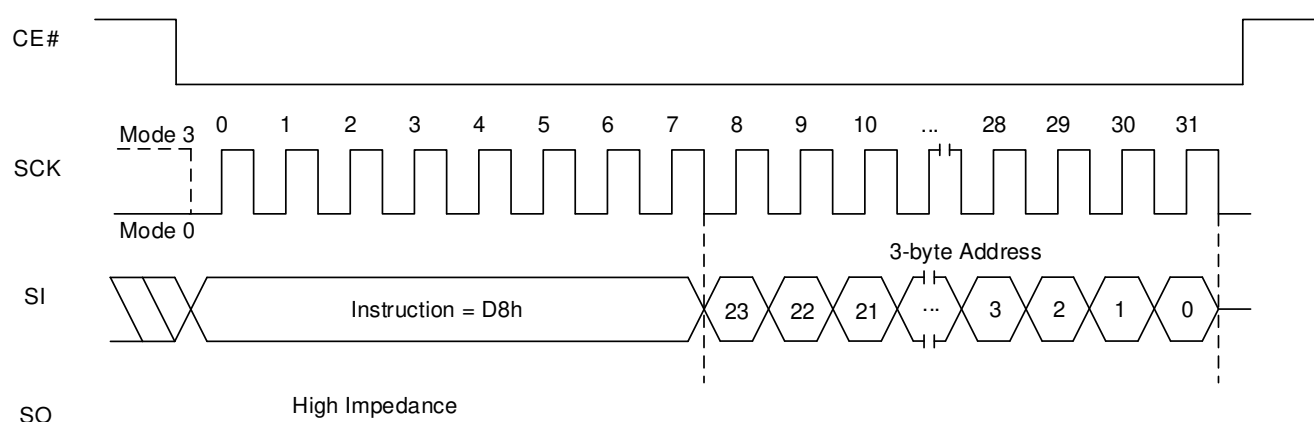 CE#
Mode 3 0 1 2 3 4 5 6 7 8 9 10 ... 28 29 30 31
SCK
Mode 0
3-byte Address
SI Instruction = D8h 23 22 21 ... 3 2 1 0
High Impedance
SO